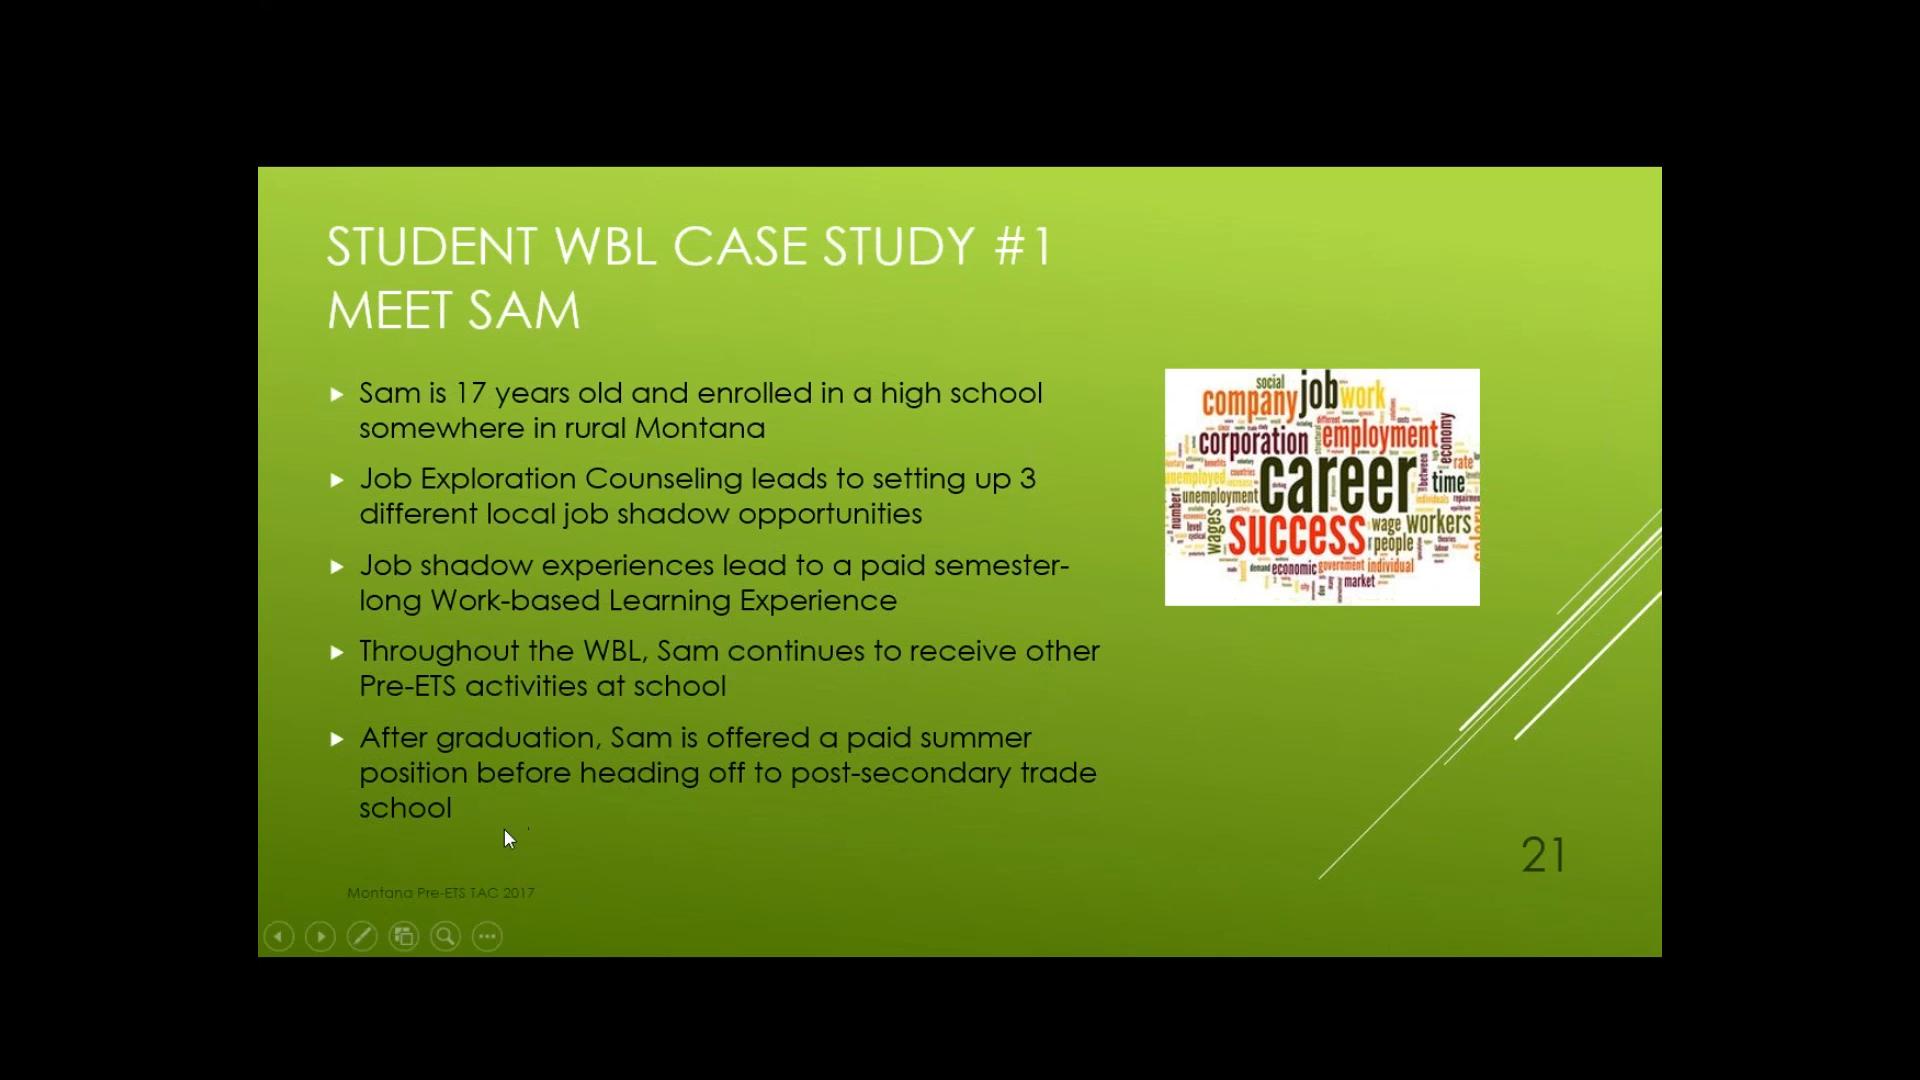 STUDENT WBL CASE STUDY #1
MEET SAM
Sam is 17 years old and enrolled in a high school
somewhere in rural Montana
Job Exploration Counseling leads to setting up 3
different local job shadow opportunities
Job shadow experiences lead to a paid semester-
long Work-based Learning Experience
Throughout the WBL, Sam continues to receive other
Pre-ETS activities at school
After graduation, Sam is offered a paid summer
position before heading off to post-secondary trade
school
social
company
job
work
corporation
employment
economy
career
rate
time
unemployed
unemployment
number
level
wages
success
wage
workers
people
demand
economic
government
individual
market
21
Montana Pre-ETS TAC 2017